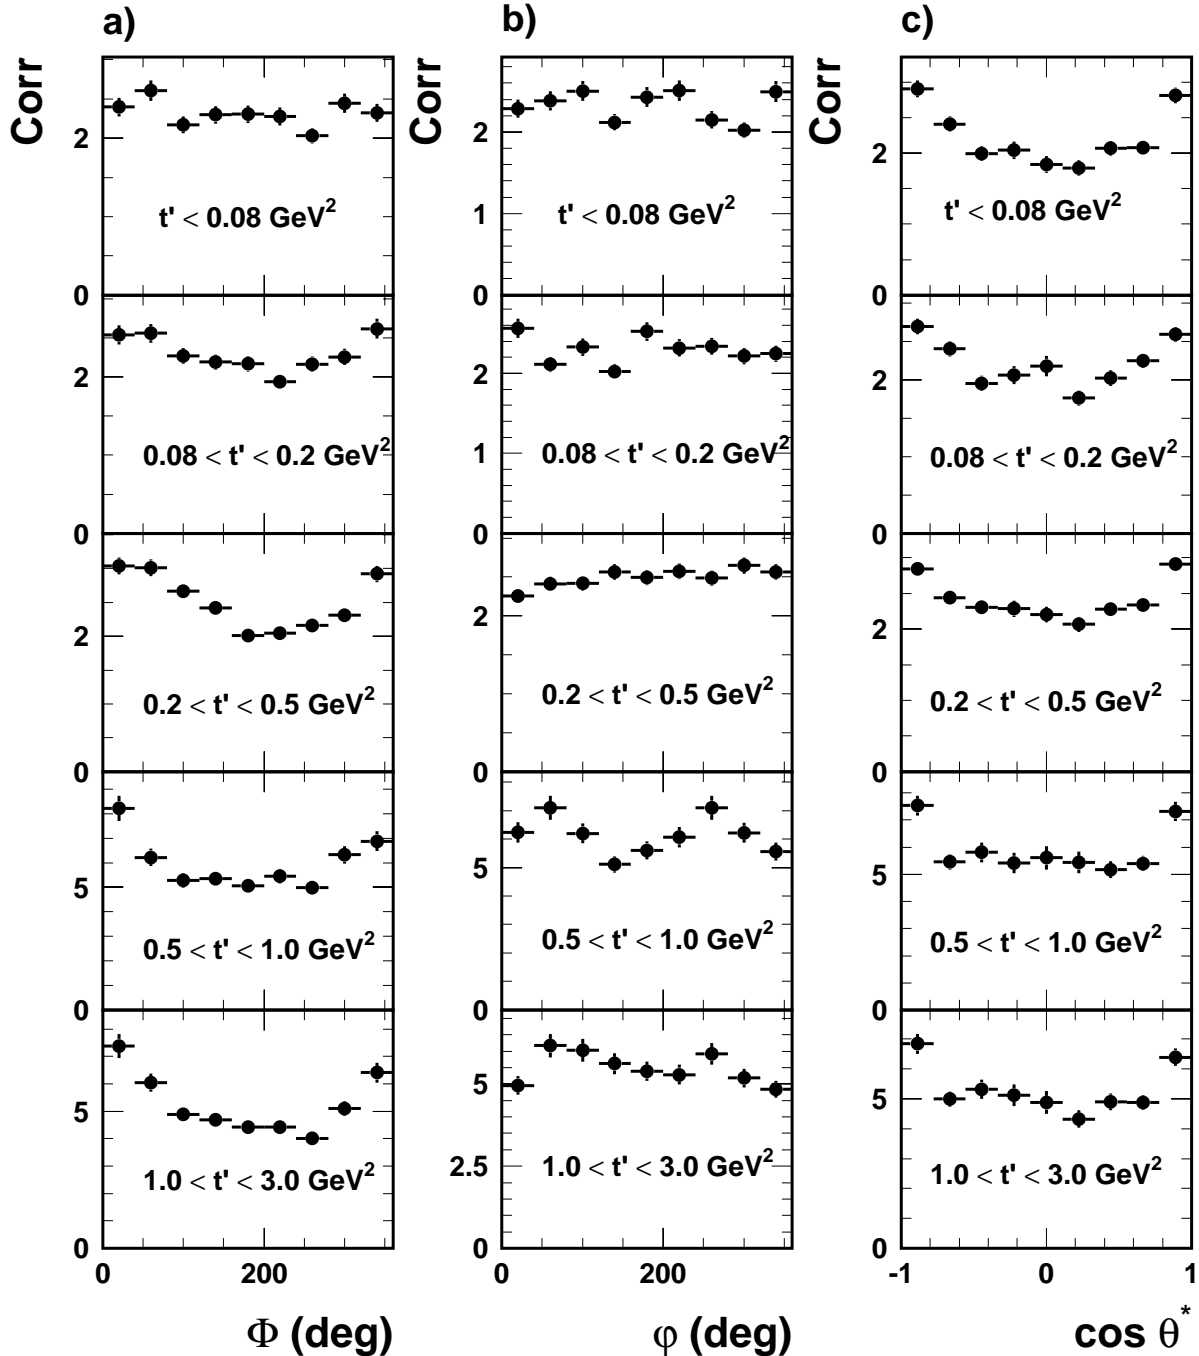 a) b) c)
Corr Corr Corr
2 2 2
t' < 0.08 GeV² t' < 0.08 GeV² t' < 0.08 GeV²
1
0 0 0
2 2 2
0.08 < t' < 0.2 GeV² 0.08 < t' < 0.2 GeV² 0.08 < t' < 0.2 GeV²
1
0 0 0
2 2 2
0.2 < t' < 0.5 GeV² 0.2 < t' < 0.5 GeV² 0.2 < t' < 0.5 GeV²
0 0 0
5 5 5
0.5 < t' < 1.0 GeV² 0.5 < t' < 1.0 GeV² 0.5 < t' < 1.0 GeV²
0 0 0
5 5 5
1.0 < t' < 3.0 GeV² 2.5 1.0 < t' < 3.0 GeV² 1.0 < t' < 3.0 GeV²
0 0 0
0 200 0 200 -1 0 1
Φ (deg) φ (deg) cos θ*